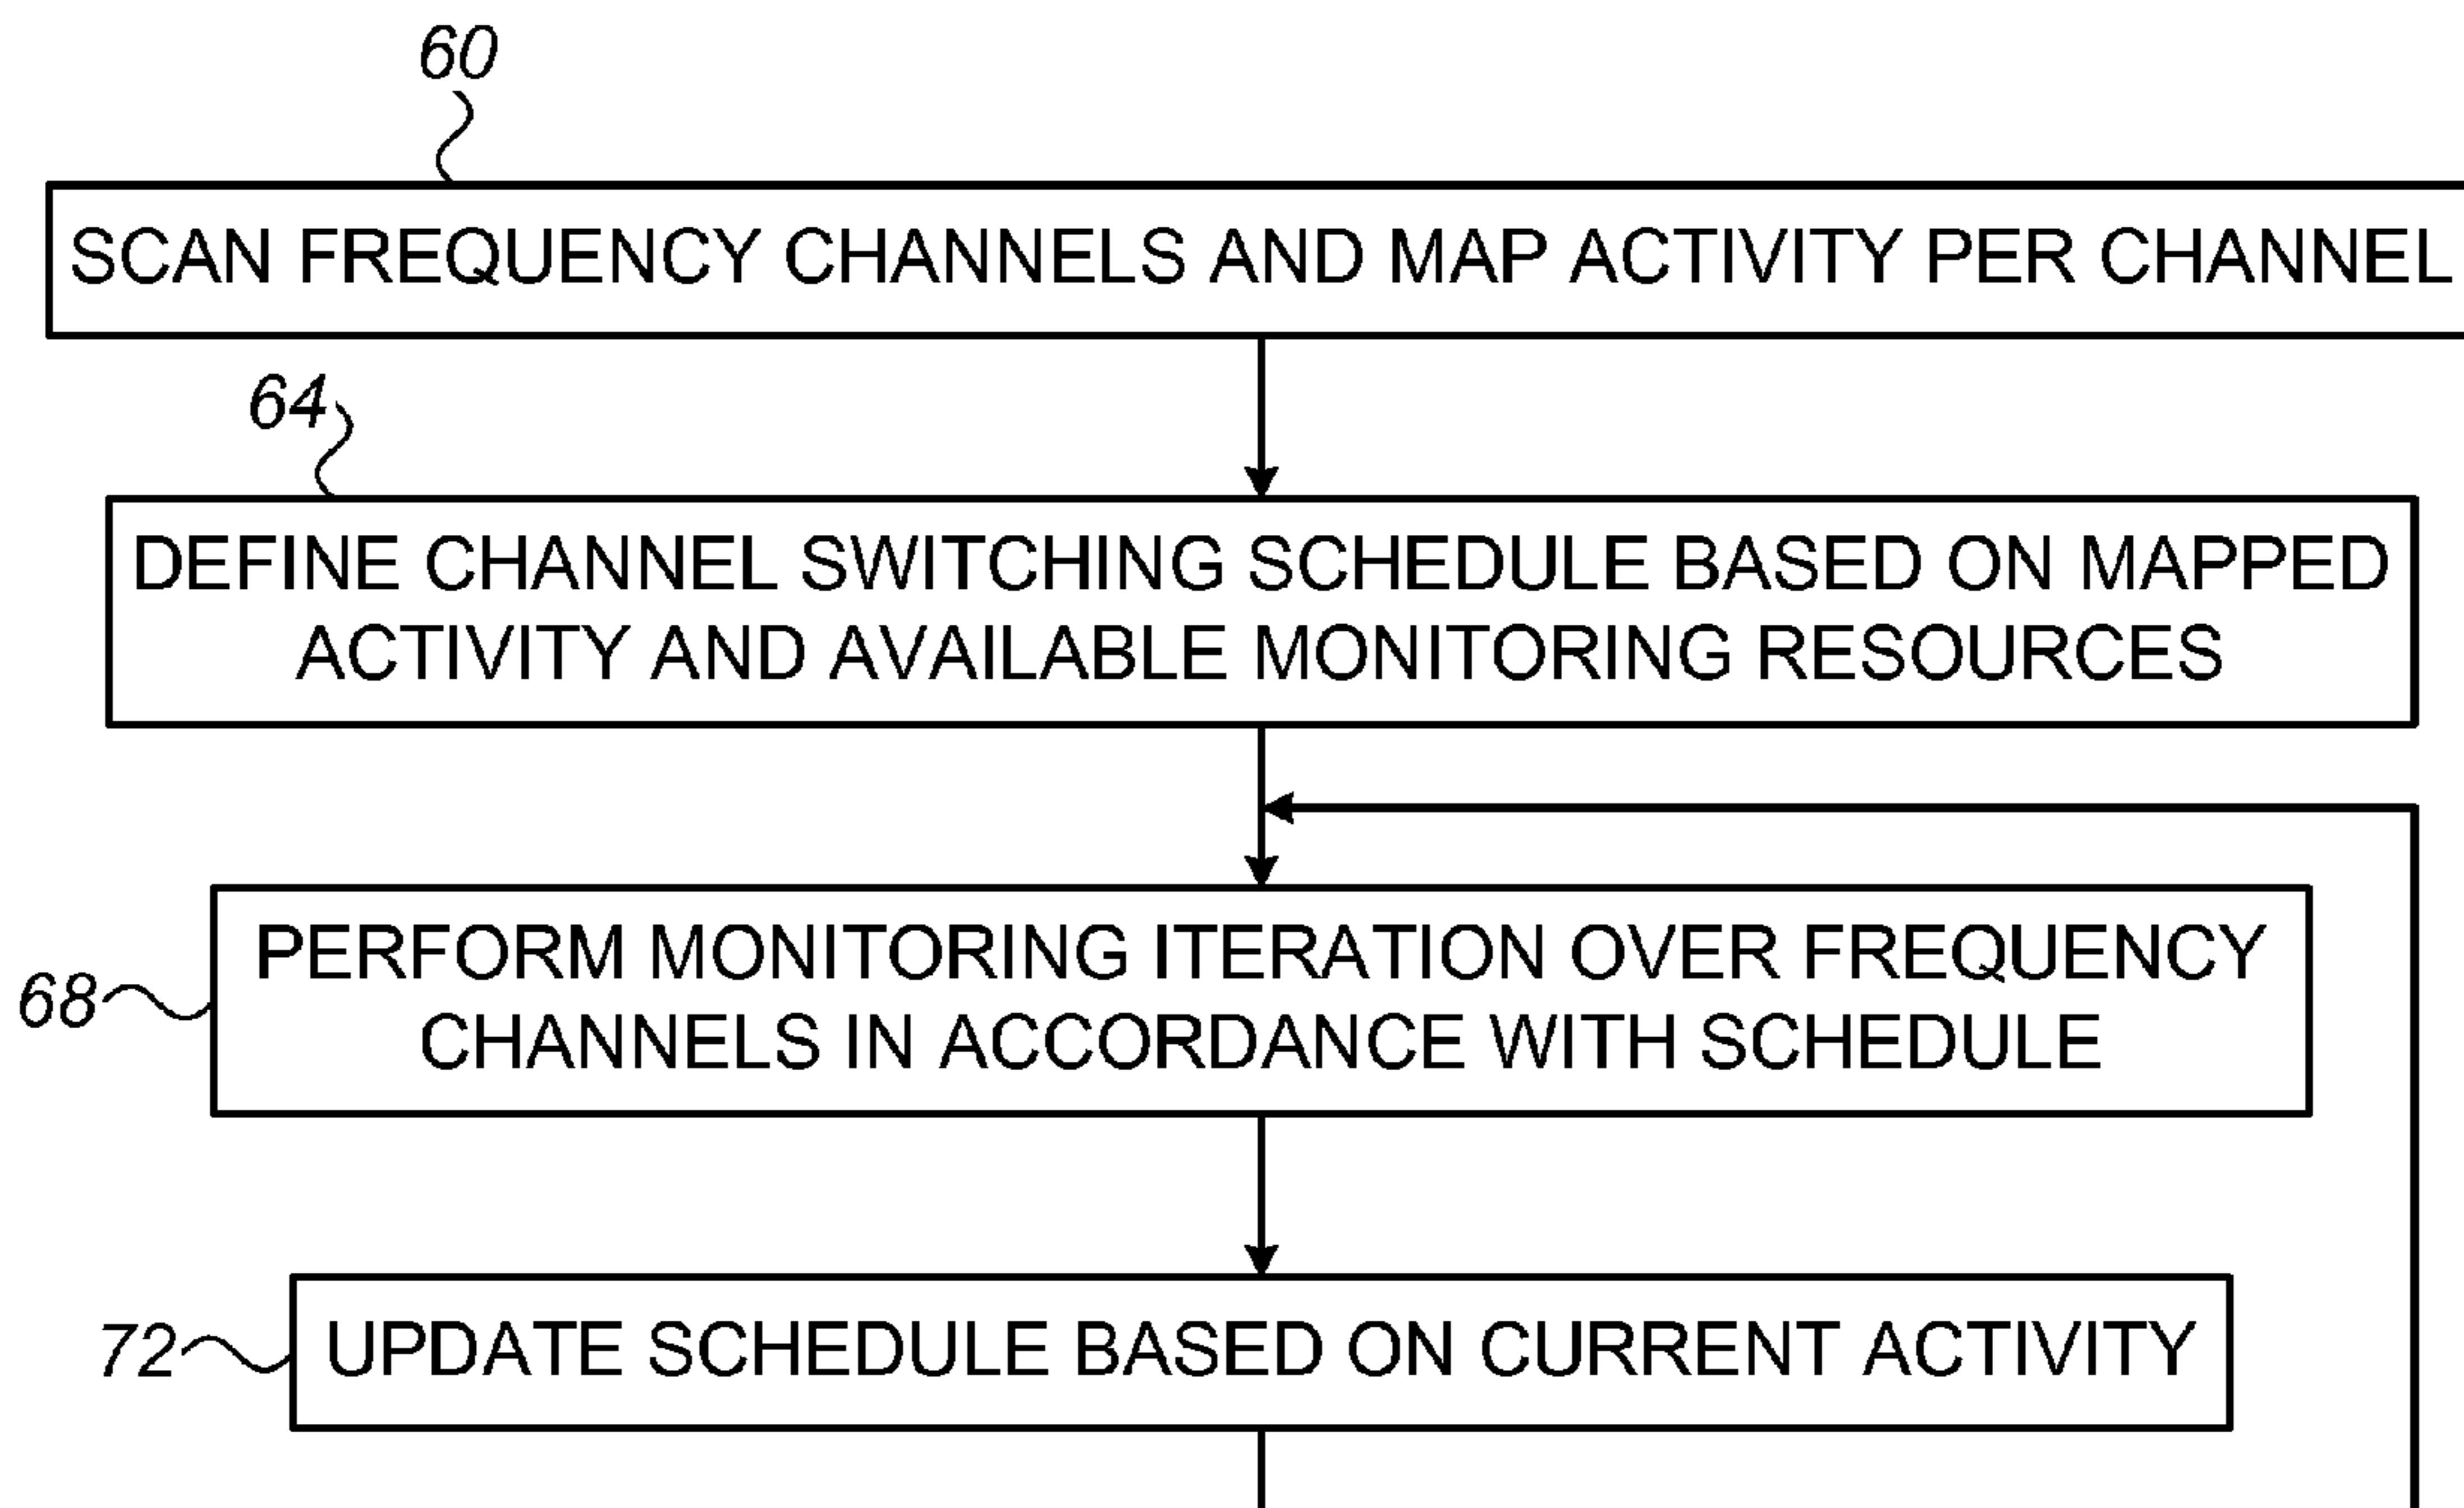 60
SCAN FREQUENCY CHANNELS AND MAP ACTIVITY PER CHANNEL
64
DEFINE CHANNEL SWITCHING SCHEDULE BASED ON MAPPED
ACTIVITY AND AVAILABLE MONITORING RESOURCES
PERFORM MONITORING ITERATION OVER FREQUENCY
68
CHANNELS IN ACCORDANCE WITH SCHEDULE
72
UPDATE SCHEDULE BASED ON CURRENT ACTIVITY